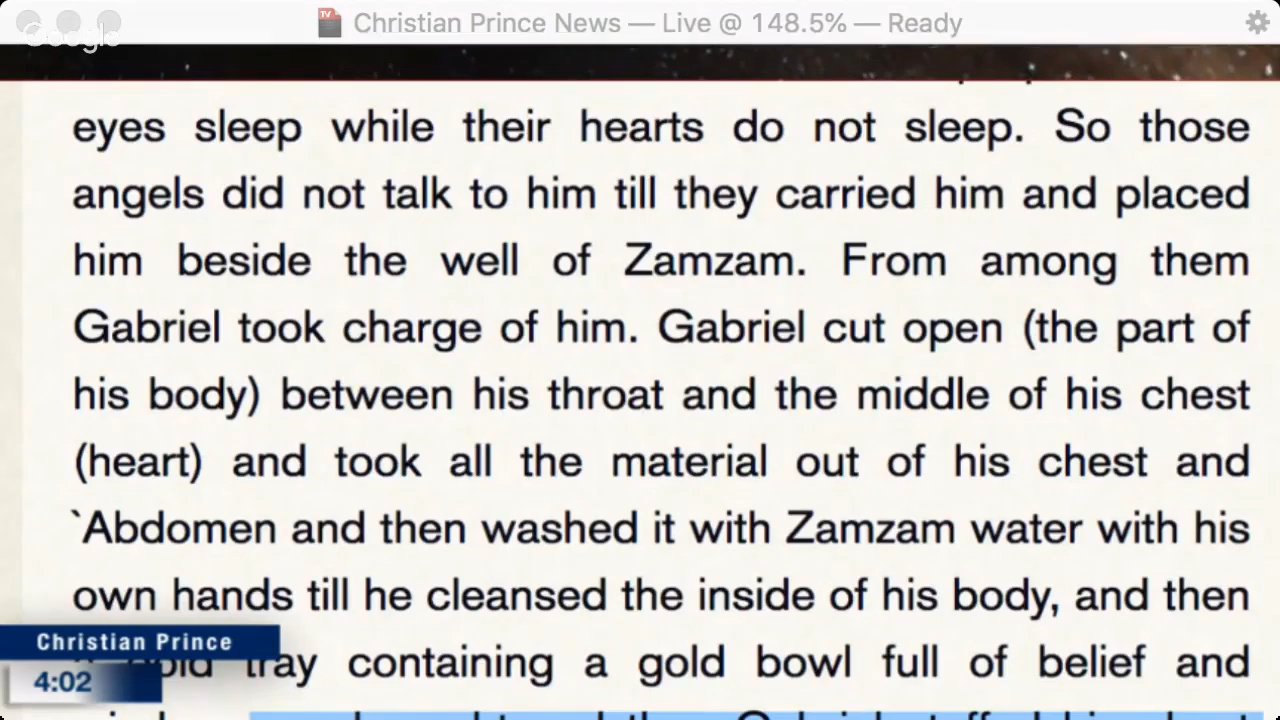 Christian Prince News — Live @ 148.5% — Ready
Google
eyes sleep while their hearts do not sleep. So those
angels did not talk to him till they carried him and placed
him beside the well of Zamzam. From among them
Gabriel took charge of him. Gabriel cut open (the part of
his body) between his throat and the middle of his chest
(heart) and took all the material out of his chest and
`Abdomen and then washed it with Zamzam water with his
own hands till he cleansed the inside of his body, and then
Christian Prince
gold tray containing a gold bowl full of belief and
4:02